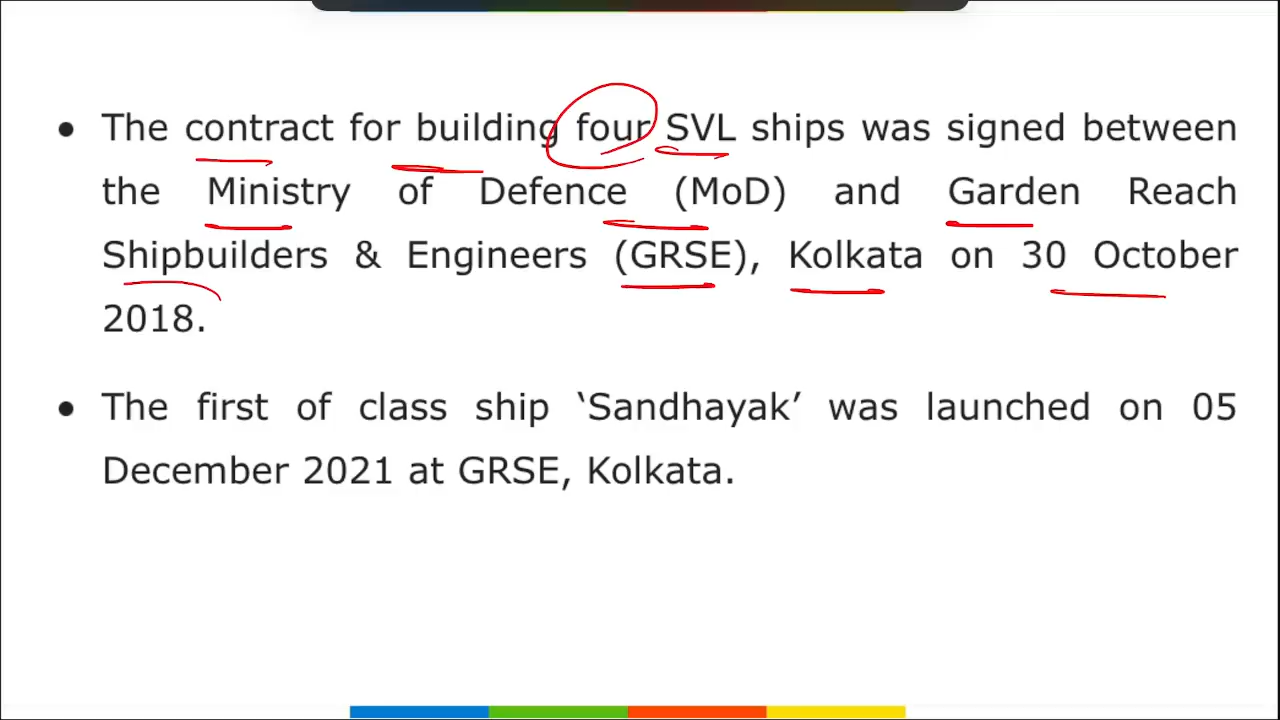 • The contract for building four SVL ships was signed between
the Ministry of Defence (MoD) and Garden Reach
Shipbuilders & Engineers (GRSE), Kolkata on 30 October
2018.
• The first of class ship ‘Sandhayak’ was launched on 05
December 2021 at GRSE, Kolkata.